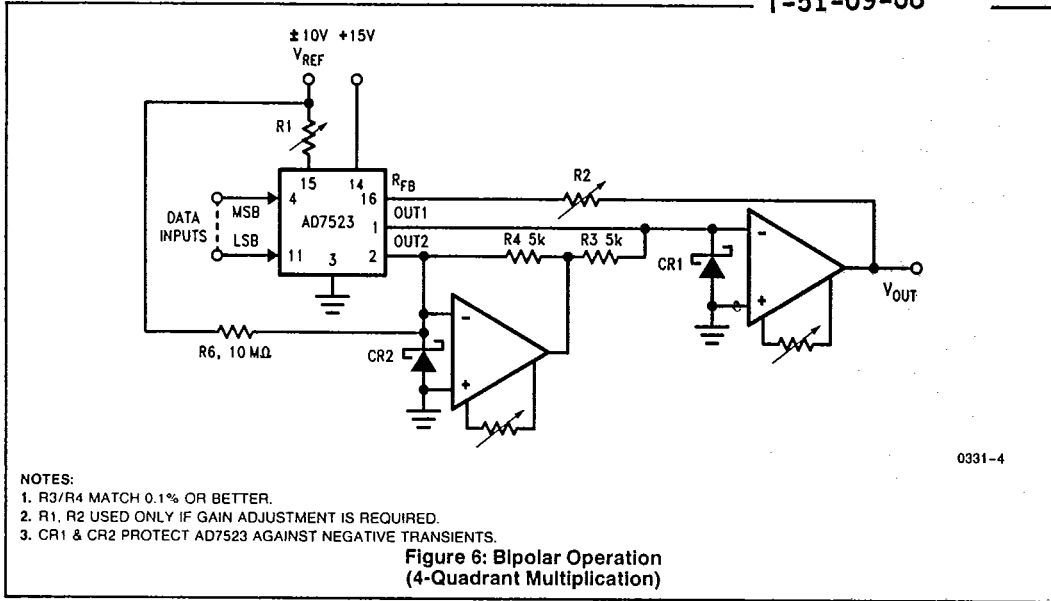 T-51-09-08
±10V +15V
VREF
R1
15 14 16 RFB
R2
DATA INPUTS
MSB
LSB
4
11
AD7523
3
OUT1
1
OUT2
2
R4 5k
R3 5k
CR1
-
+
VOUT
R6, 10 MΩ
CR2
-
+
0331-4
NOTES:
1. R3/R4 MATCH 0.1% OR BETTER.
2. R1, R2 USED ONLY IF GAIN ADJUSTMENT IS REQUIRED.
3. CR1 & CR2 PROTECT AD7523 AGAINST NEGATIVE TRANSIENTS.
Figure 6: Bipolar Operation
(4-Quadrant Multiplication)